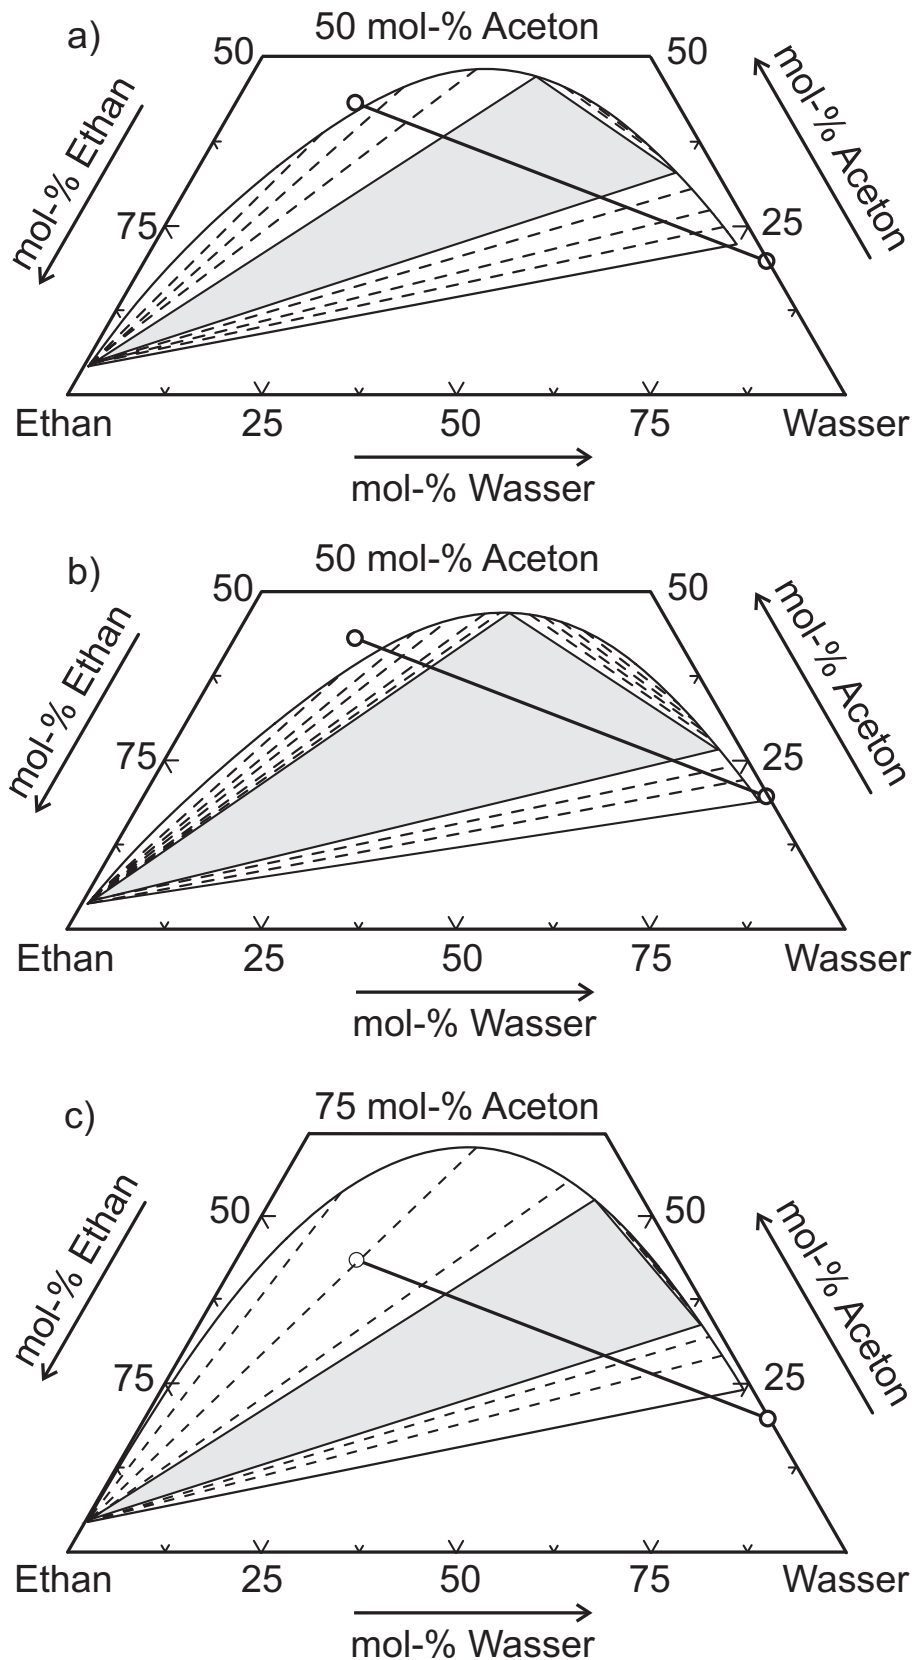 a)
50 mol-% Aceton
50
50
mol-% Ethan
mol-% Aceton
75
25
Ethan
25
50
75
Wasser
mol-% Wasser
b)
50 mol-% Aceton
50
50
mol-% Ethan
mol-% Aceton
75
25
Ethan
25
50
75
Wasser
mol-% Wasser
c)
75 mol-% Aceton
mol-% Ethan
50
50
mol-% Aceton
75
25
Ethan
25
50
75
Wasser
mol-% Wasser